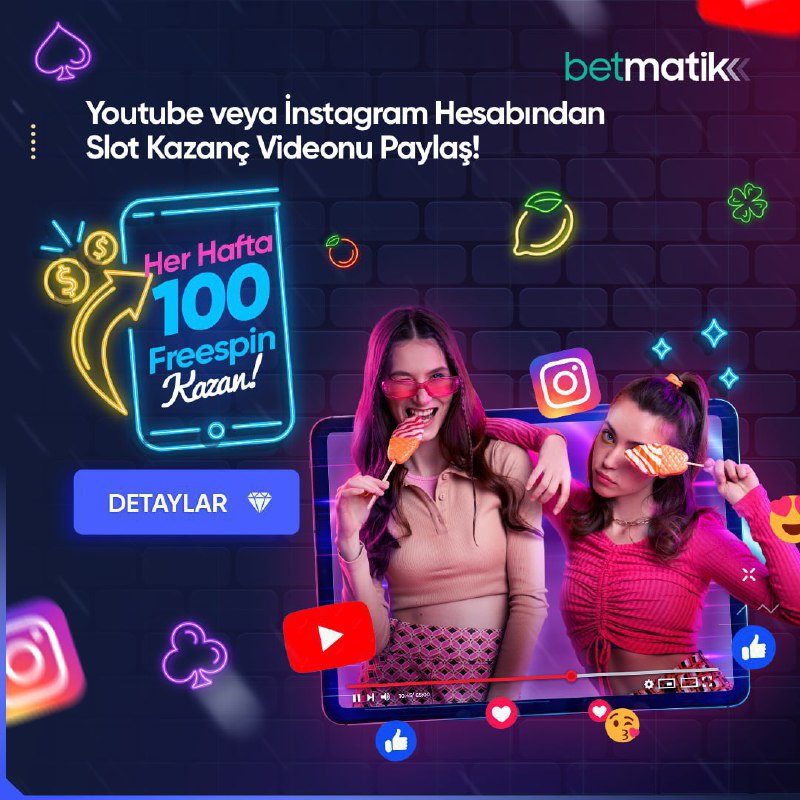 betmatik
Youtube veya İnstagram Hesabından
Slot Kazanç Videonu Paylaş!
Her Hafta
100
Freespin
Kazan!
DETAYLAR